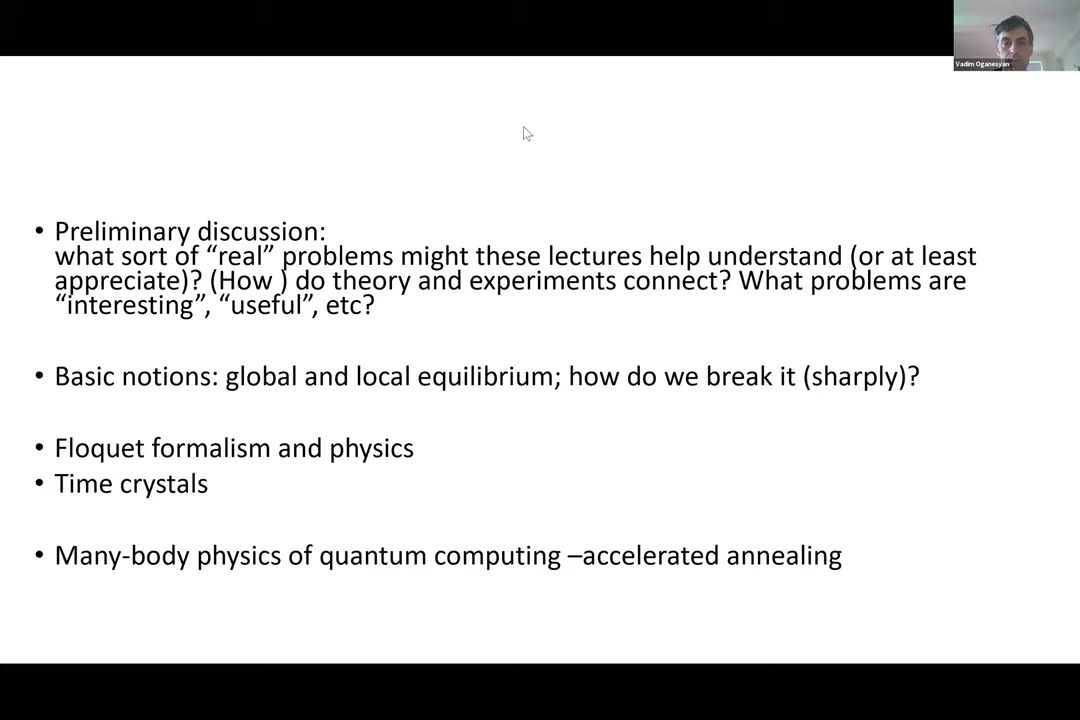 Vadim Oganesyan
• Preliminary discussion:
what sort of “real” problems might these lectures help understand (or at least
appreciate)? (How ) do theory and experiments connect? What problems are
“interesting”, “useful”, etc?
• Basic notions: global and local equilibrium; how do we break it (sharply)?
• Floquet formalism and physics
• Time crystals
• Many-body physics of quantum computing –accelerated annealing